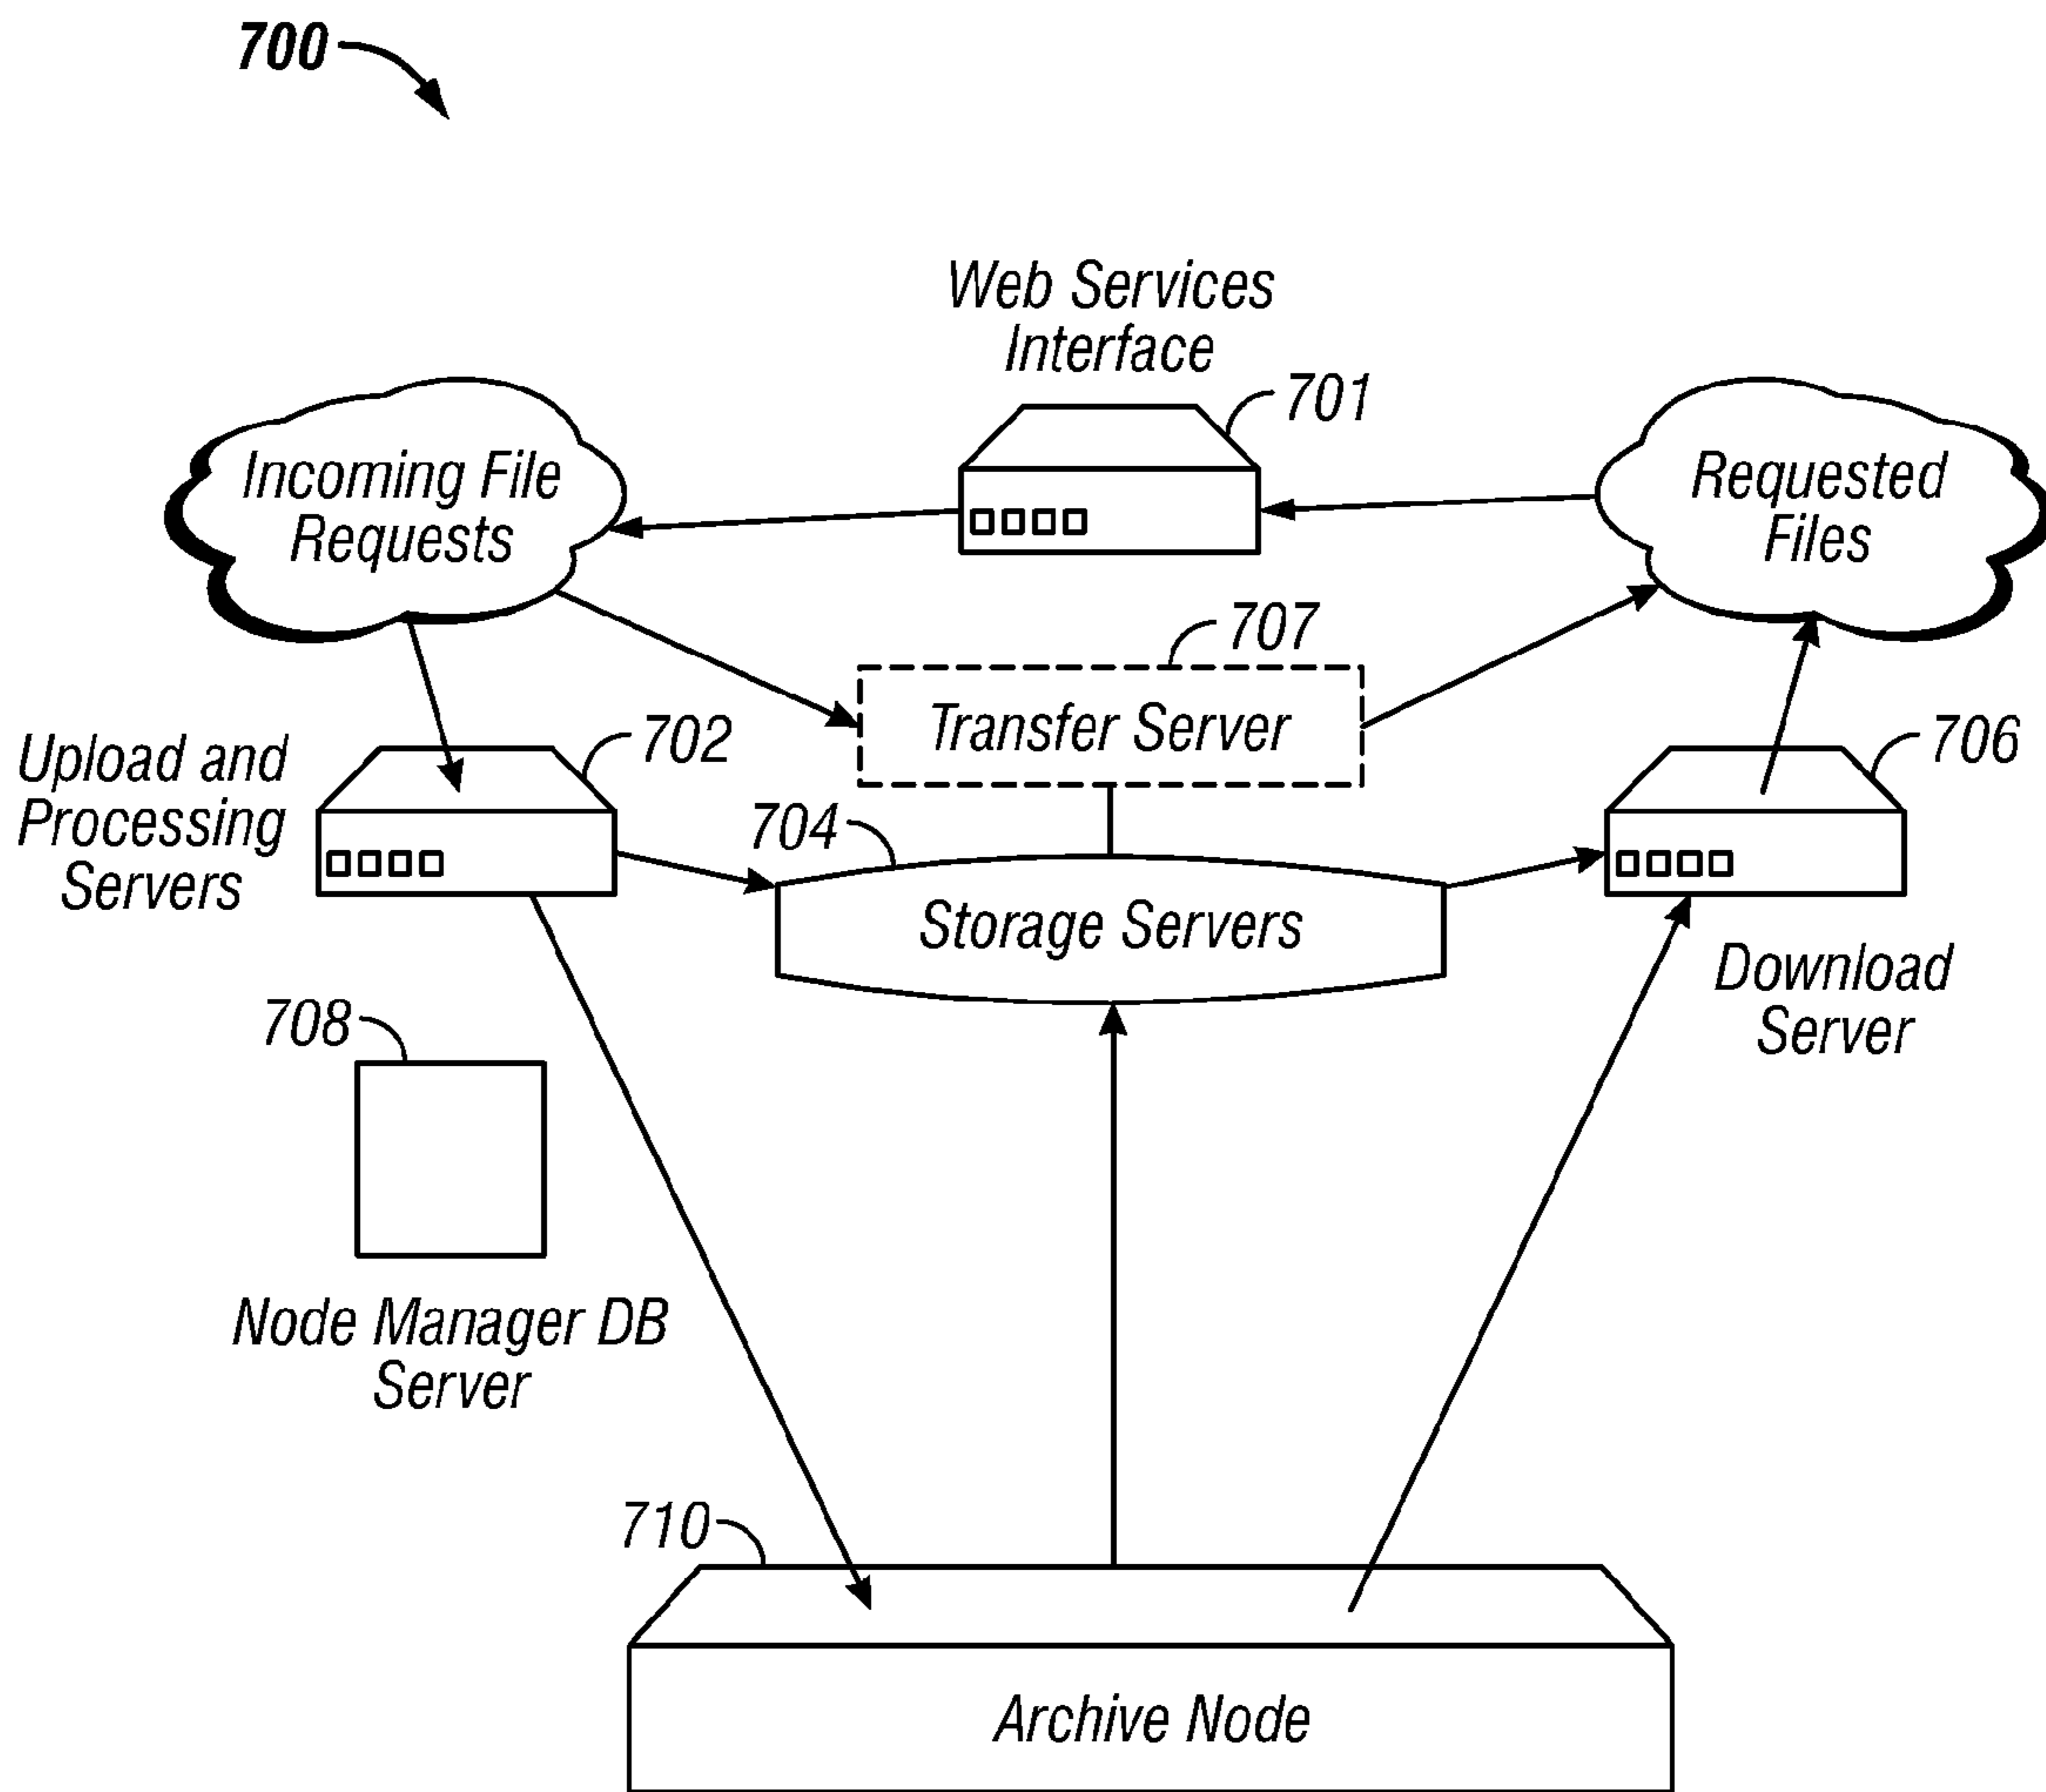 700
Web Services
Interface
701
Incoming File
Requests
Requested
Files
707
Transfer Server
702
Upload and
Processing
Servers
706
704
Storage Servers
Download
Server
708
Node Manager DB
Server
710
Archive Node